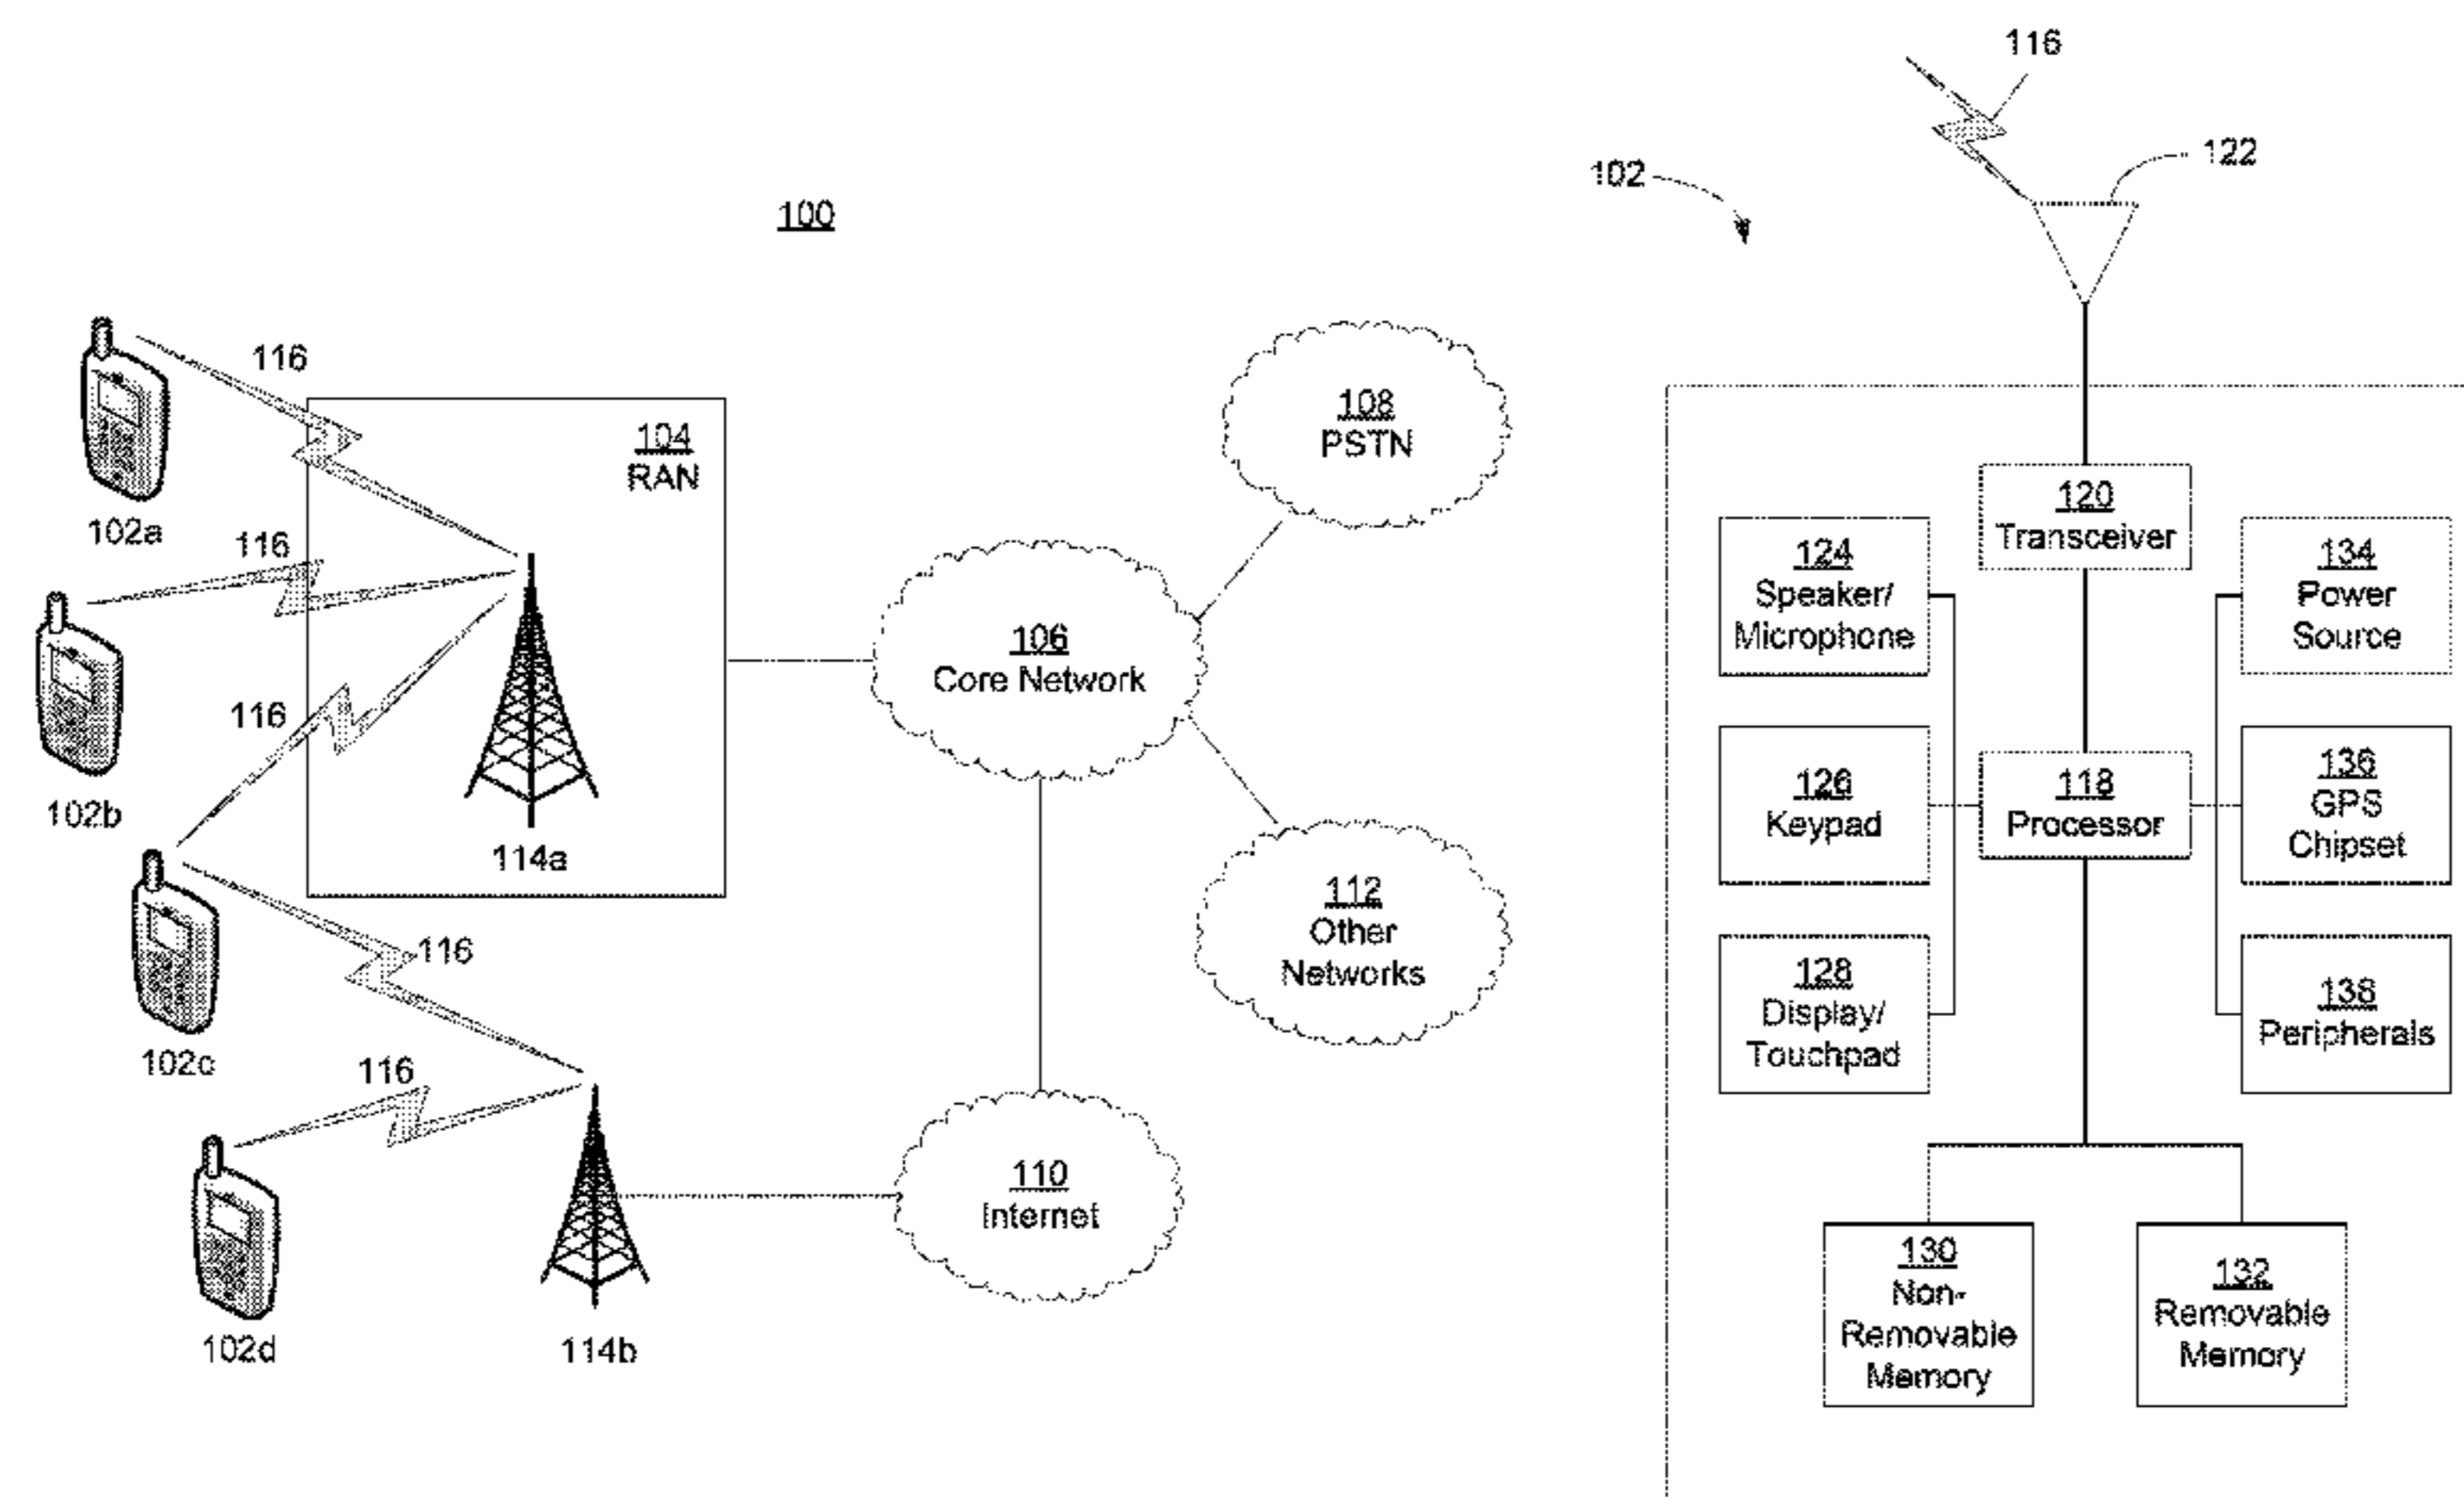 100
116
102a
116
102b
116
102c
116
116
102d
104
RAN
114a
114b
106
Core Network
108
PSTN
112
Other
Networks
110
Internet
116
122
102
120
Transceiver
124
Speaker/
Microphone
134
Power
Source
126
Keypad
118
Processor
136
GPS
Chipset
128
Display/
Touchpad
138
Peripherals
130
Non-
Removable
Memory
132
Removable
Memory